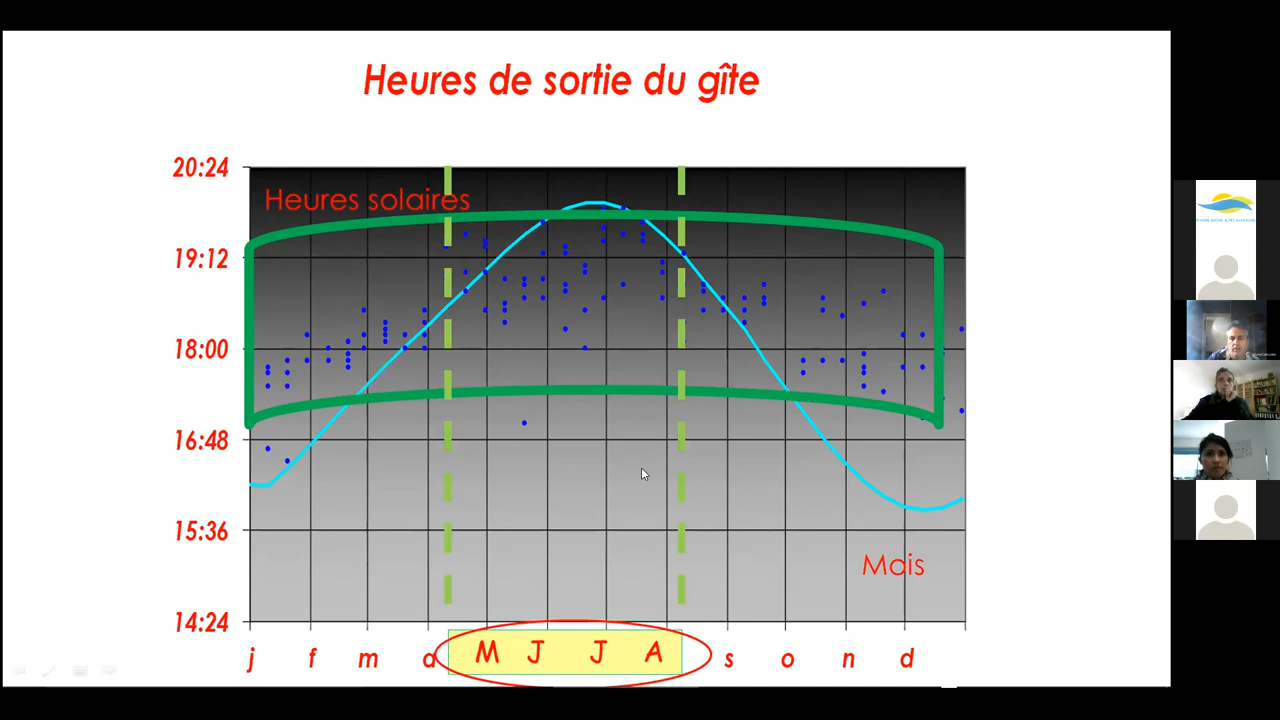 Heures de sortie du gîte
20:24
Heures solaires
19:12
18:00
16:48
15:36
Mois
14:24
j f m a M J J A s o n d